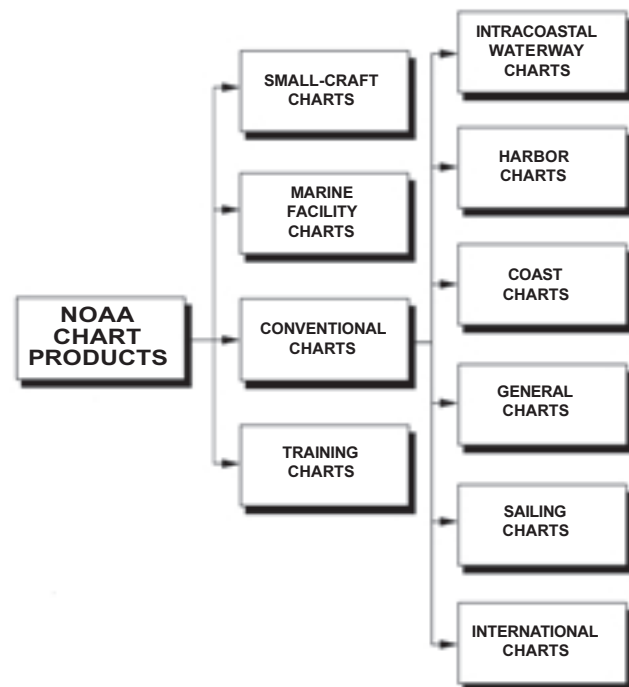 NOAA
CHART
PRODUCTS
SMALL-CRAFT
CHARTS
MARINE
FACILITY
CHARTS
CONVENTIONAL
CHARTS
TRAINING
CHARTS
INTRACOASTAL
WATERWAY
CHARTS
HARBOR
CHARTS
COAST
CHARTS
GENERAL
CHARTS
SAILING
CHARTS
INTERNATIONAL
CHARTS